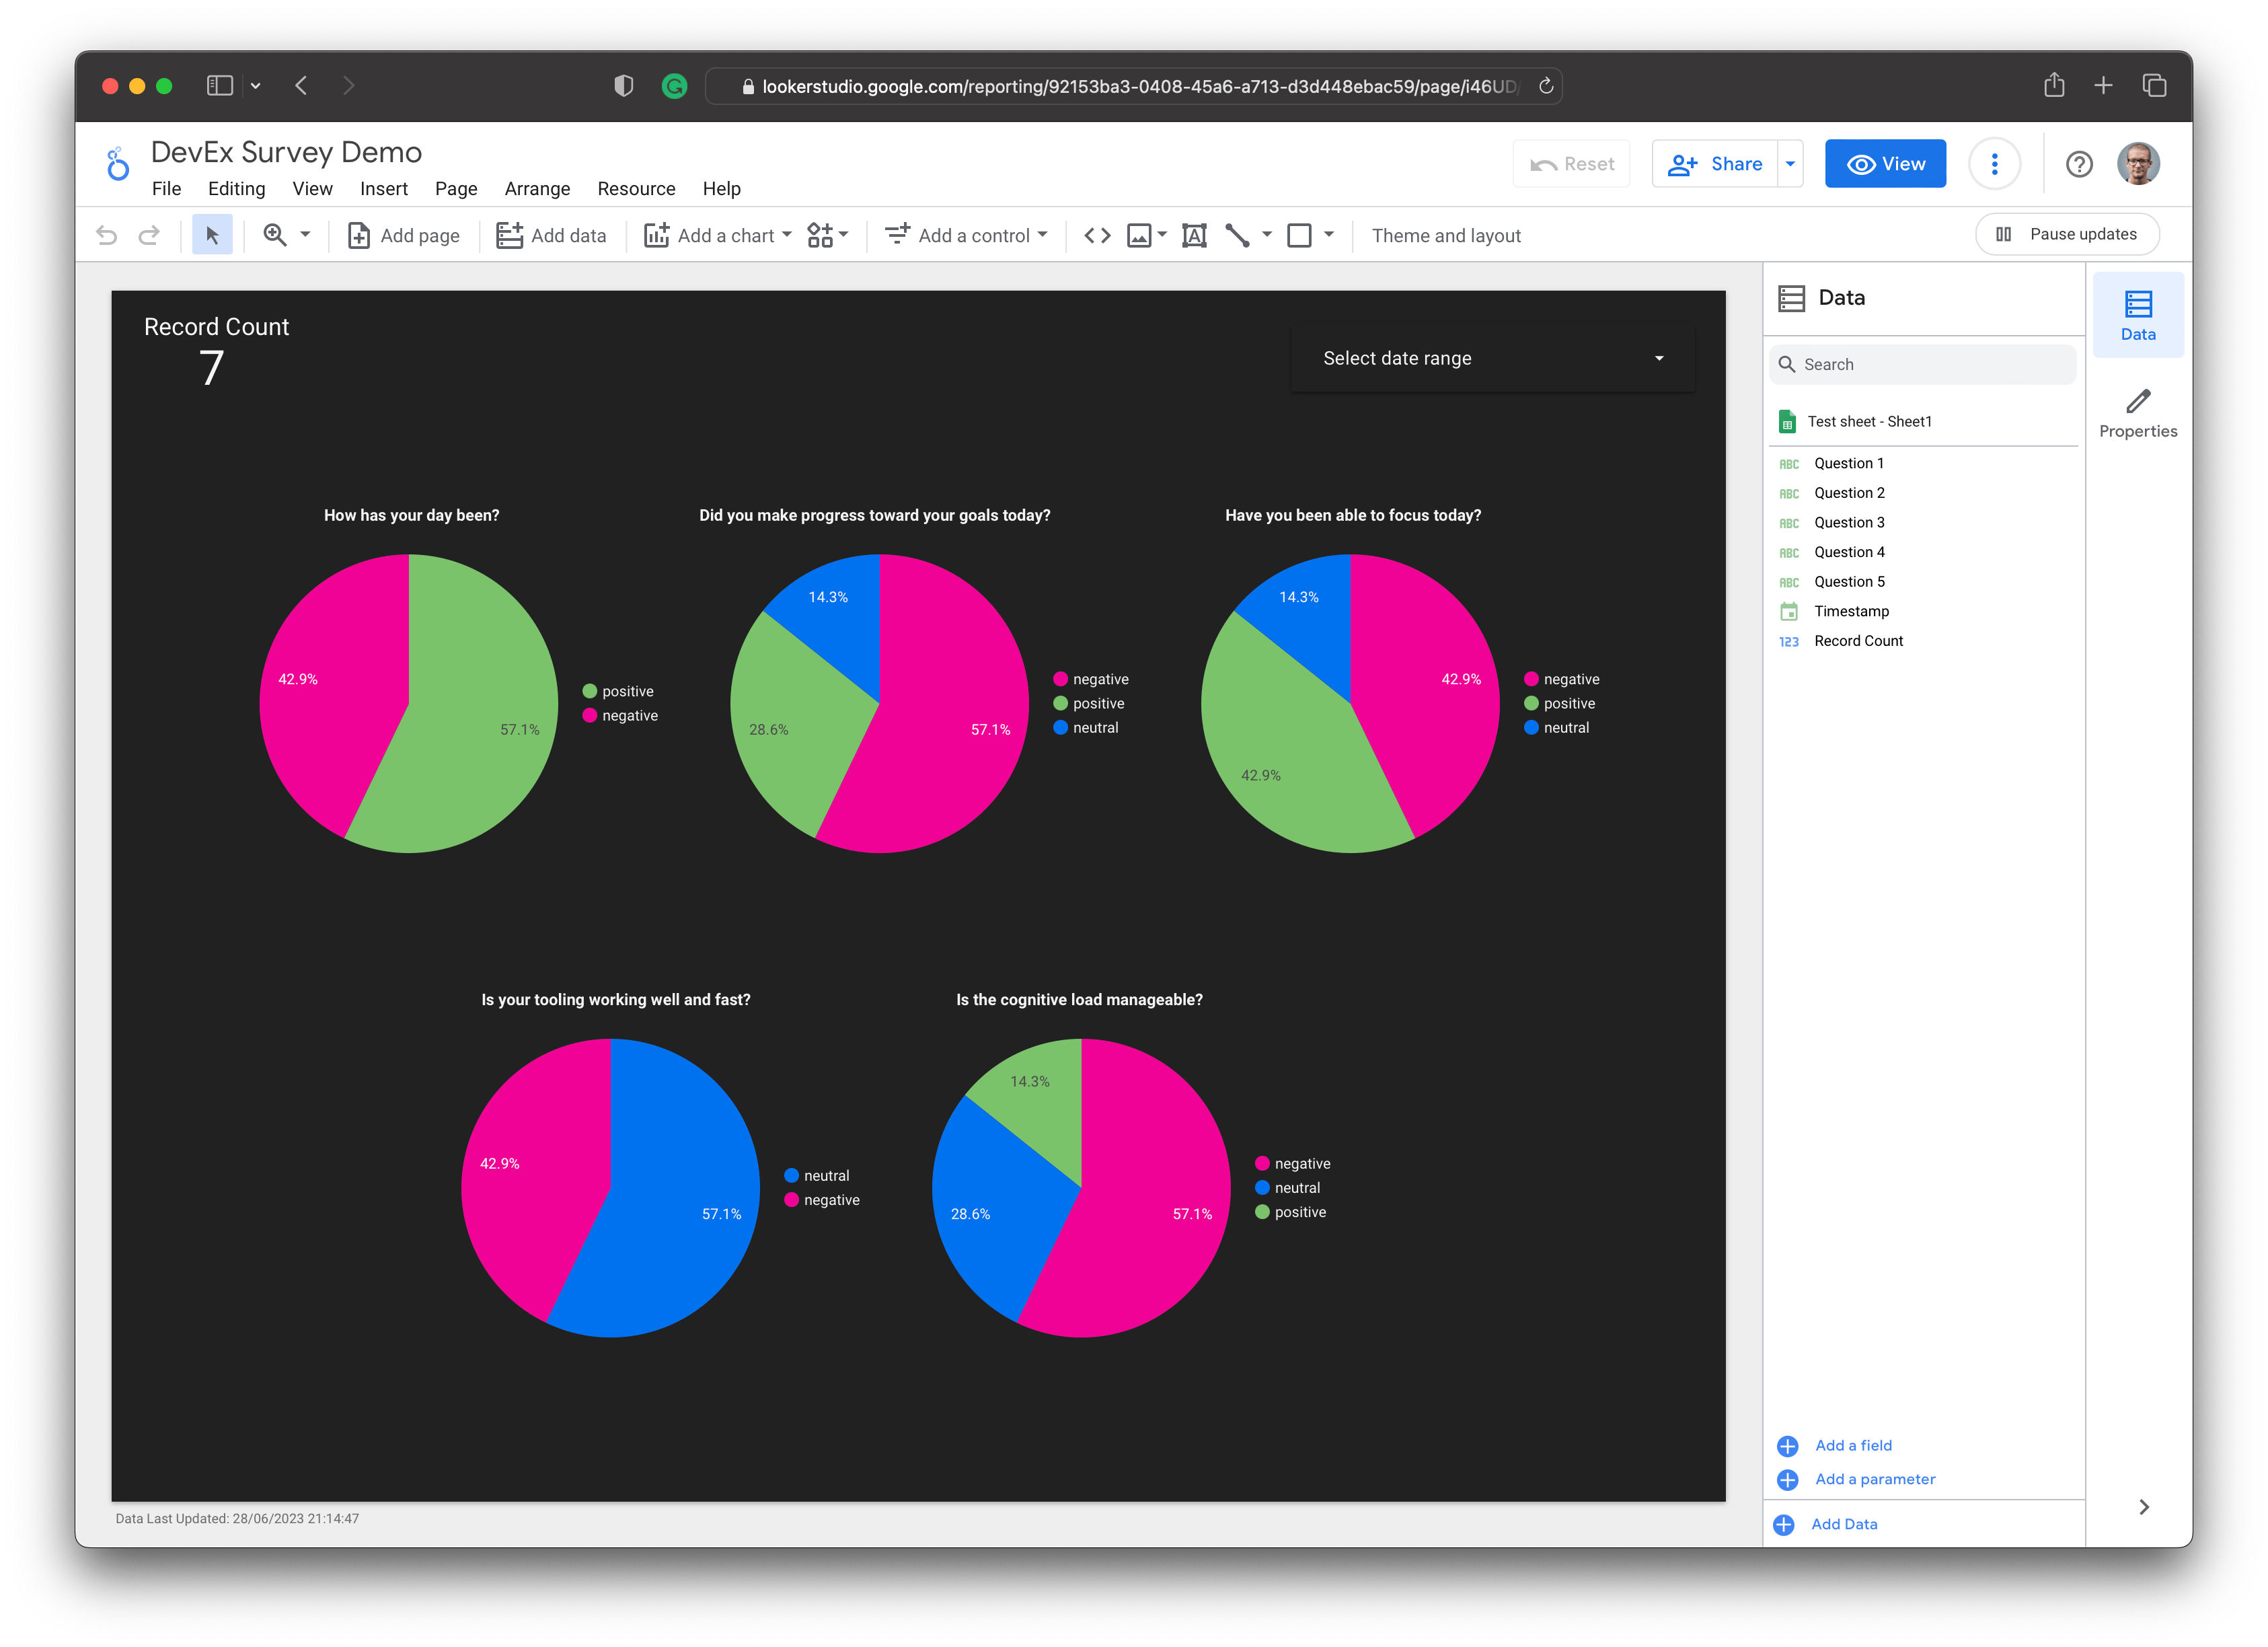 lookerstudio.google.com/reporting/92153ba3-0408-45a6-a713-d3d448ebac59/page/i46UD/
DevEx Survey Demo
File Editing View Insert Page Arrange Resource Help
Reset
Share
View
Add page
Add data
Add a chart
Add a control
Theme and layout
Pause updates
Record Count
7
Select date range
How has your day been?
42.9%
57.1%
positive
negative
Did you make progress toward your goals today?
14.3%
28.6%
57.1%
negative
positive
neutral
Have you been able to focus today?
14.3%
42.9%
42.9%
negative
positive
neutral
Is your tooling working well and fast?
42.9%
57.1%
neutral
negative
Is the cognitive load manageable?
14.3%
28.6%
57.1%
negative
neutral
positive
Data Last Updated: 28/06/2023 21:14:47
Data
Search
Test sheet - Sheet1
ABC Question 1
ABC Question 2
ABC Question 3
ABC Question 4
ABC Question 5
Timestamp
123 Record Count
Add a field
Add a parameter
Add Data
Data
Properties